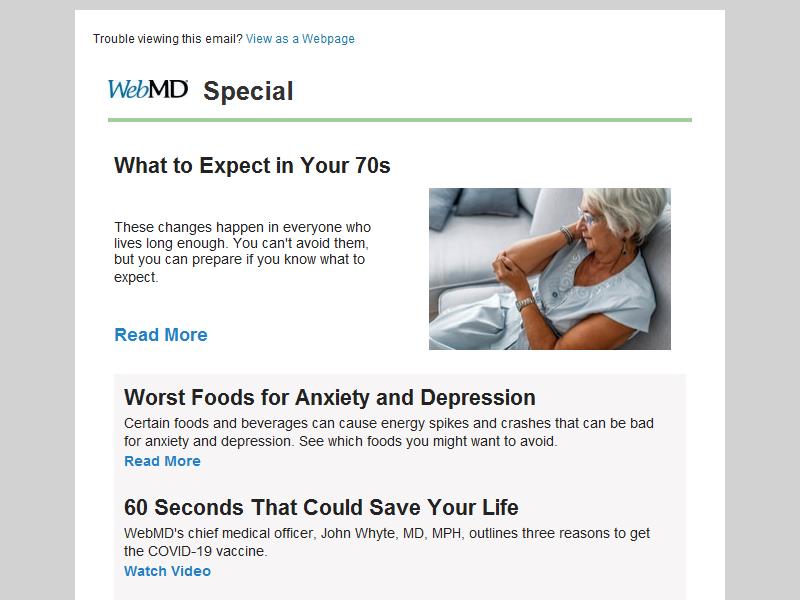 Trouble viewing this email? View as a Webpage
WebMD Special
What to Expect in Your 70s
These changes happen in everyone who
lives long enough. You can't avoid them,
but you can prepare if you know what to
expect.
Read More
Worst Foods for Anxiety and Depression
Certain foods and beverages can cause energy spikes and crashes that can be bad
for anxiety and depression. See which foods you might want to avoid.
Read More
60 Seconds That Could Save Your Life
WebMD's chief medical officer, John Whyte, MD, MPH, outlines three reasons to get
the COVID-19 vaccine.
Watch Video